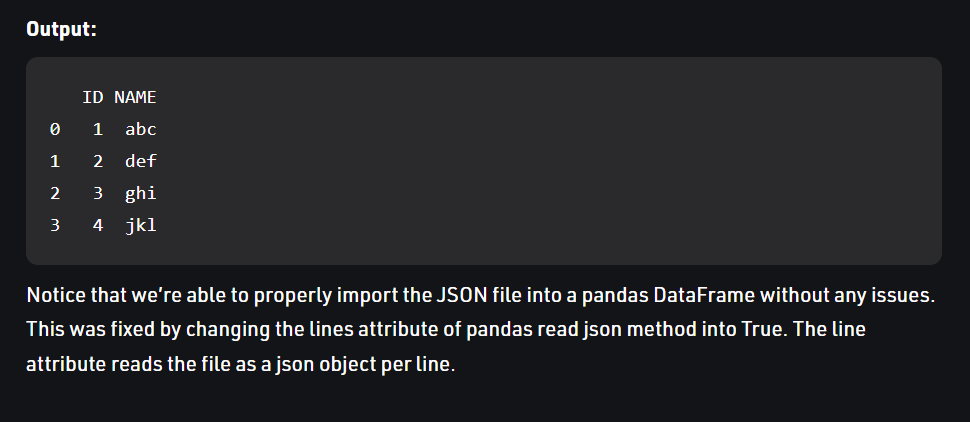 Output:
ID NAME
0 1 abc
1 2 def
2 3 ghi
3 4 jkl
Notice that we’re able to properly import the JSON file into a pandas DataFrame without any issues.
This was fixed by changing the lines attribute of pandas read json method into True. The line
attribute reads the file as a json object per line.